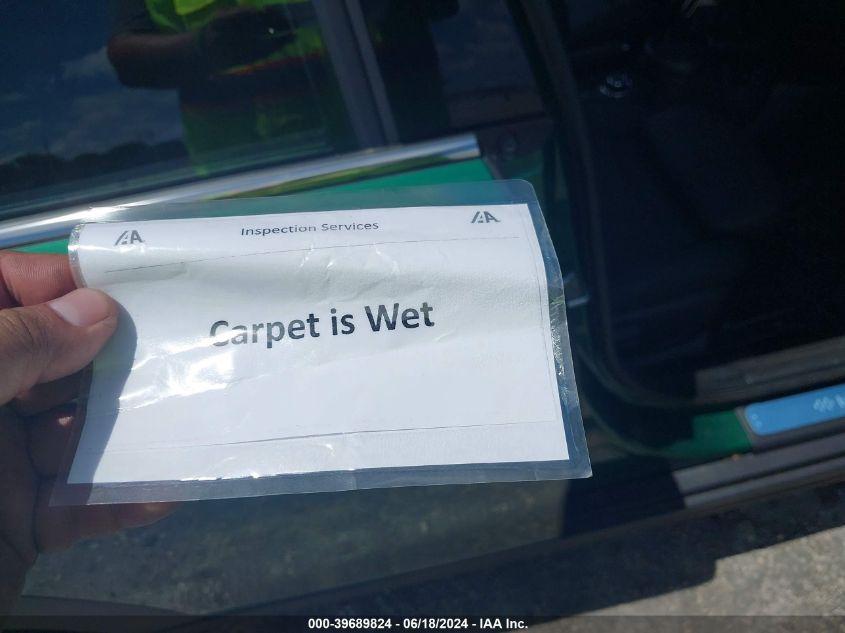 IAA Inspection Services IAA
Carpet is Wet
000-39689824 - 06/18/2024 - IAA Inc.